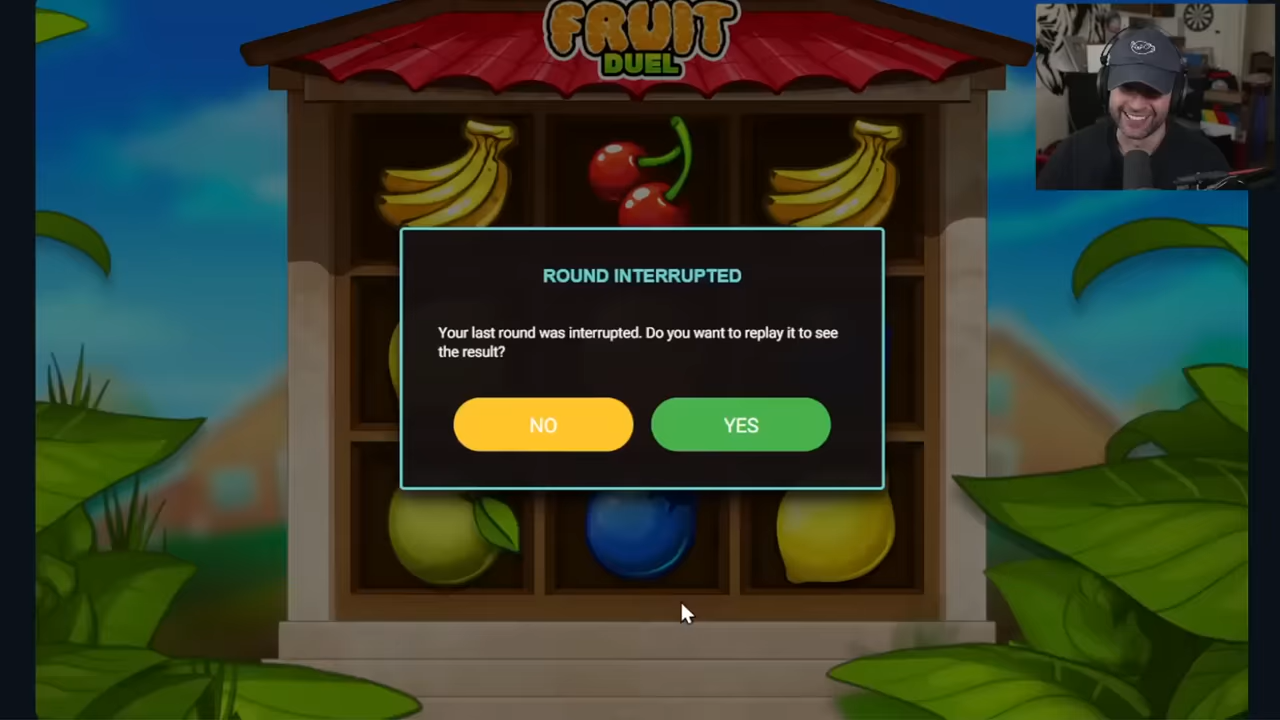 FRUIT
DUEL
ROUND INTERRUPTED
Your last round was interrupted. Do you want to replay it to see
the result?
NO
YES